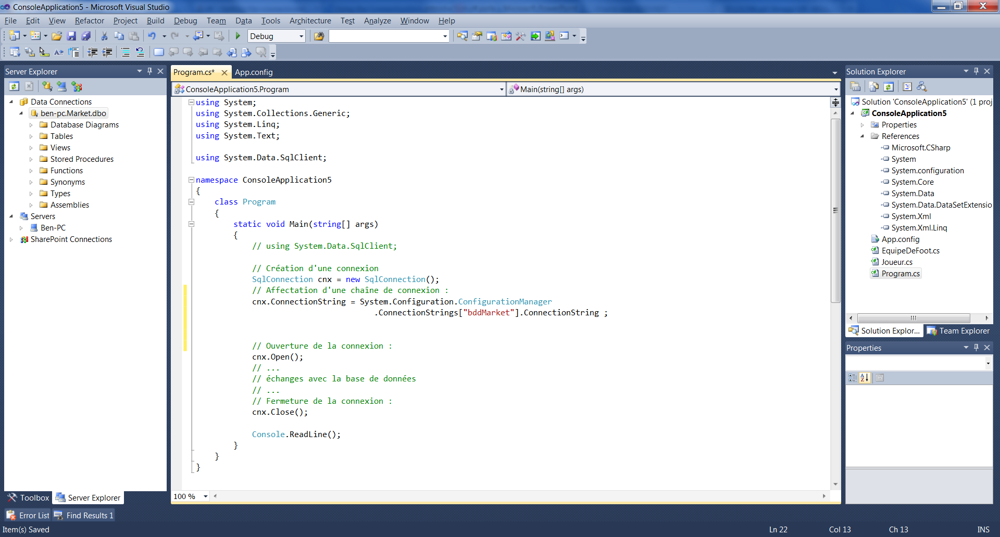 ConsoleApplication5 - Microsoft Visual Studio
File Edit View Refactor Project Build Debug Team Data Tools Architecture Test Analyze Window Help
Debug
Server Explorer
Data Connections
ben-pc.Market.dbo
Database Diagrams
Tables
Views
Stored Procedures
Functions
Synonyms
Types
Assemblies
Servers
Ben-PC
SharePoint Connections
Toolbox Server Explorer
Program.cs* App.config
ConsoleApplication5.Program Main(string[] args)
using System;
using System.Collections.Generic;
using System.Linq;
using System.Text;
using System.Data.SqlClient;
namespace ConsoleApplication5
{
class Program
{
static void Main(string[] args)
{
// using System.Data.SqlClient;
// Création d'une connexion
SqlConnection cnx = new SqlConnection();
// Affectation d'une chaîne de connexion :
cnx.ConnectionString = System.Configuration.ConfigurationManager
.ConnectionStrings["bddMarket"].ConnectionString ;
// Ouverture de la connexion :
cnx.Open();
// ...
// échanges avec la base de données
// ...
// Fermeture de la connexion :
cnx.Close();
Console.ReadLine();
}
}
}
100 %
Solution Explorer
Solution 'ConsoleApplication5' (1 proj
ConsoleApplication5
Properties
References
Microsoft.CSharp
System
System.configuration
System.Core
System.Data
System.Data.DataSetExtensio
System.Xml
System.Xml.Linq
App.config
EquipeDeFoot.cs
Joueur.cs
Program.cs
Solution Explor... Team Explorer
Properties
Error List Find Results 1
Item(s) Saved Ln 22 Col 13 Ch 13 INS